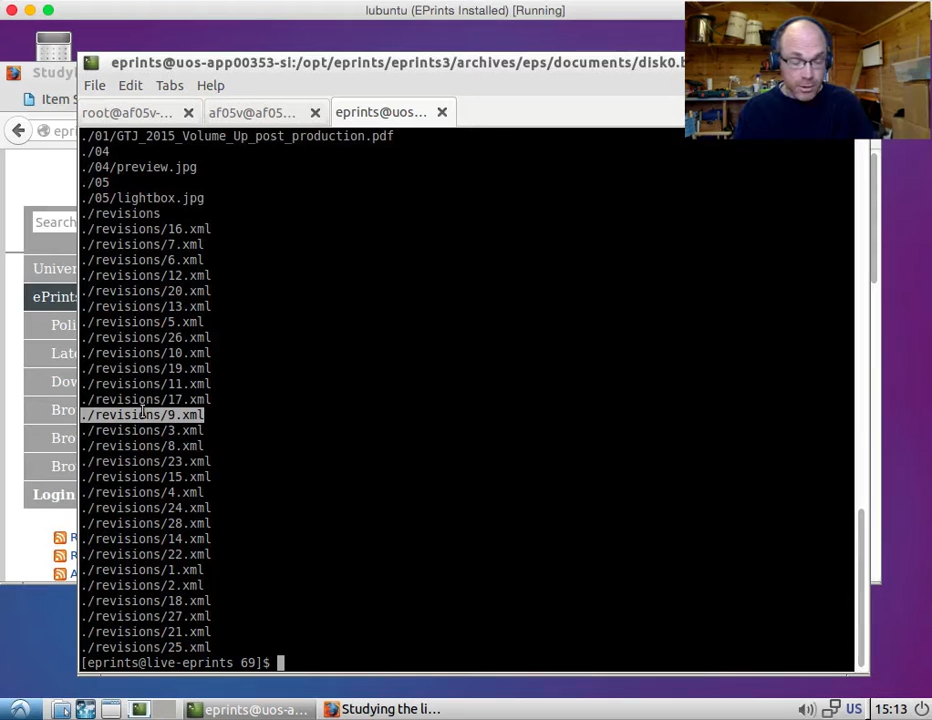 lubuntu (EPrints Installed) [Running]
Studyi
Item S
epr
Search
Univer
ePrints
Poli
Late
Dow
Bro
Bro
Bro
Login
R
R
A
eprints@uos-app00353-si:/opt/eprints/eprints3/archives/eps/documents/disk0.
File Edit Tabs Help
root@af05v-... af05v@af05... eprints@uos...
./01/GTJ_2015_Volume_Up_post_production.pdf
./04
./04/preview.jpg
./05
./05/lightbox.jpg
./revisions
./revisions/16.xml
./revisions/7.xml
./revisions/6.xml
./revisions/12.xml
./revisions/20.xml
./revisions/13.xml
./revisions/5.xml
./revisions/26.xml
./revisions/10.xml
./revisions/19.xml
./revisions/11.xml
./revisions/17.xml
./revisions/9.xml
./revisions/3.xml
./revisions/8.xml
./revisions/23.xml
./revisions/15.xml
./revisions/4.xml
./revisions/24.xml
./revisions/28.xml
./revisions/14.xml
./revisions/22.xml
./revisions/1.xml
./revisions/2.xml
./revisions/18.xml
./revisions/27.xml
./revisions/21.xml
./revisions/25.xml
[eprints@live-eprints 69]$
eprints@uos-a... Studying the li... US 15:13